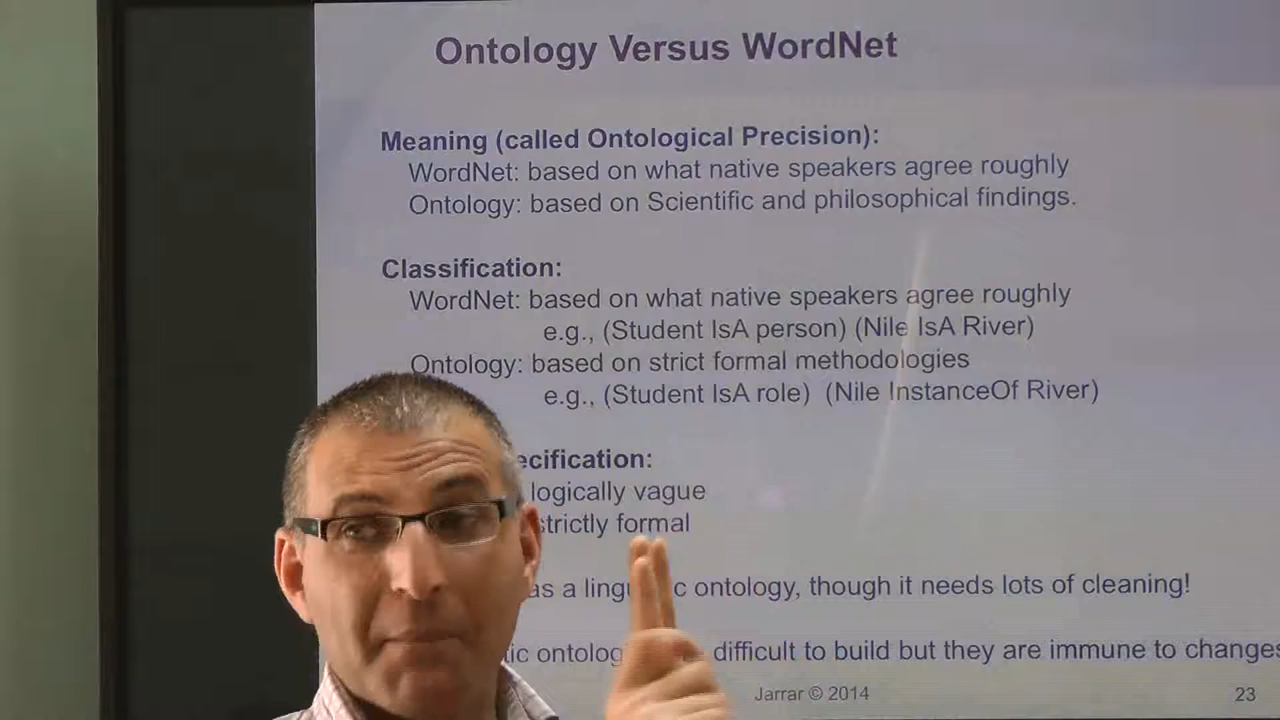 Ontology Versus WordNet
Meaning (called Ontological Precision):
WordNet: based on what native speakers agree roughly
Ontology: based on Scientific and philosophical findings.
Classification:
WordNet: based on what native speakers agree roughly
e.g., (Student IsA person) (Nile IsA River)
Ontology: based on strict formal methodologies
e.g., (Student IsA role) (Nile InstanceOf River)
ecification:
logically vague
strictly formal
as a c ontology, though it needs lots of cleaning!
difficult to build but they are immune to changes
Jarrar © 2014
23